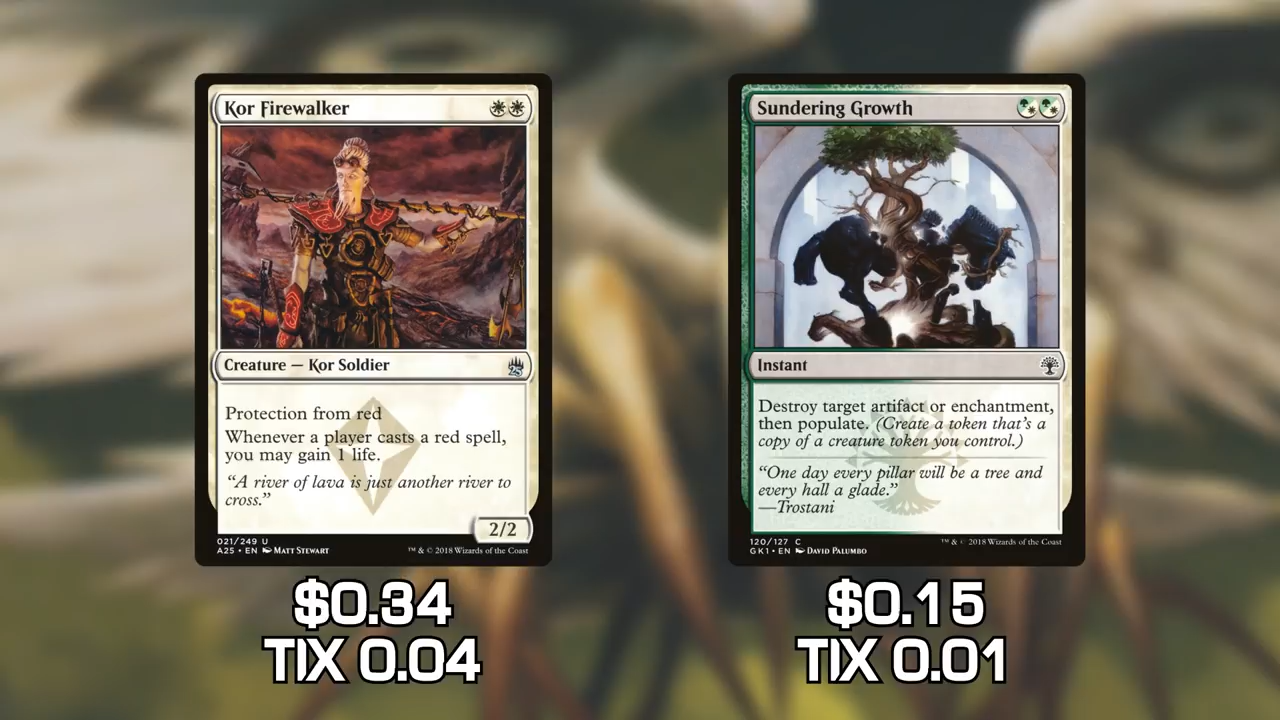 Kor Firewalker
Creature — Kor Soldier
Protection from red
Whenever a player casts a red spell,
you may gain 1 life.
“A river of lava is just another river to
cross.”
2/2
021/249 U
A25 • EN Matt Stewart
™ & © 2018 Wizards of the Coast
$0.34
TIX 0.04
Sundering Growth
Instant
Destroy target artifact or enchantment,
then populate. (Create a token that’s a
copy of a creature token you control.)
“One day every pillar will be a tree and
every hall a glade.”
—Trostani
120/127 C
GK1 • EN David Palumbo
™ & © 2018 Wizards of the Coast
$0.15
TIX 0.01